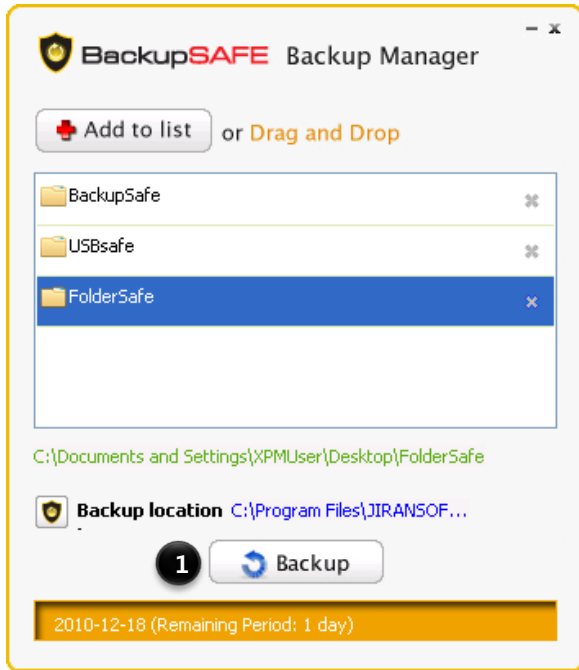 BackupSAFE Backup Manager
Add to list or Drag and Drop
BackupSafe
USBsafe
FolderSafe
C:\Documents and Settings\XPMUser\Desktop\FolderSafe
Backup location C:\Program Files\JIRANSOF...
1 Backup
2010-12-18 (Remaining Period: 1 day)